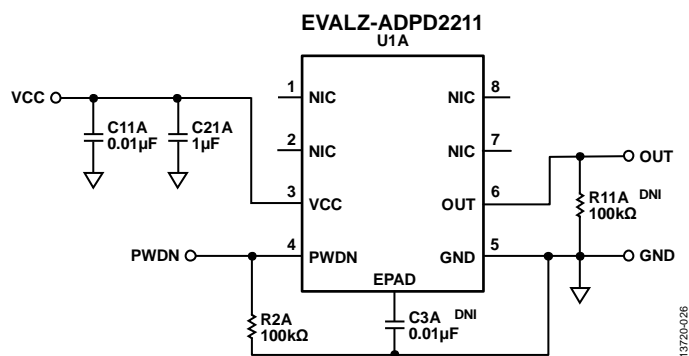 EVALZ-ADPD2211
U1A
1 NIC NIC 8
VCC
C11A
0.01µF
C21A
1µF
2 NIC NIC 7
3 VCC OUT 6
OUT
R11A DNI
100kΩ
PWDN 4 PWDN GND 5 GND
EPAD
R2A
100kΩ
C3A DNI
0.01µF
13720-026